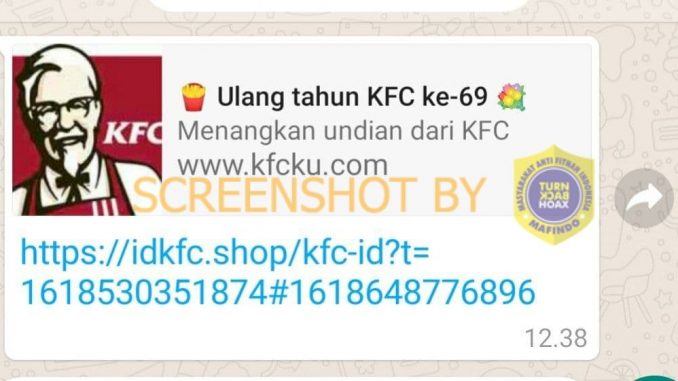 KFC
🍟 Ulang tahun KFC ke-69 💐
Menangkan undian dari KFC
www.kfcku.com
SCREENSHOT BY
MASYARAKAT ANTI FITNAH INDONESIA
TURN
BACK
HOAX
MAFINDO
https://idkfc.shop/kfc-id?t=
1618530351874#1618648776896
12.38